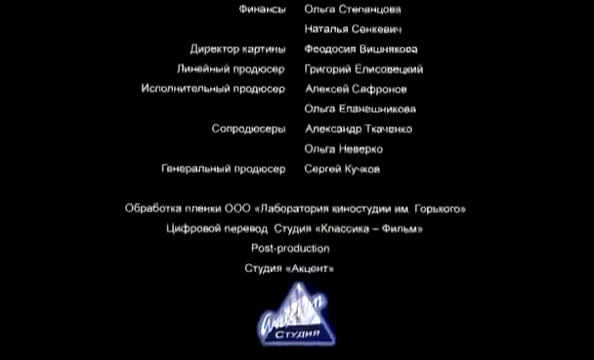 Финансы Ольга Степанцова
Наталья Сенкевич
Директор картины Феодосия Вишнякова
Линейный продюсер Григорий Елисовецкий
Исполнительный продюсер Алексей Сафронов
Ольга Епанешникова
Сопродюсеры Александр Ткаченко
Ольга Неверко
Генеральный продюсер Сергей Кучков
Обработка пленки ООО «Лаборатория киностудии им. Горького»
Цифровой перевод Студия «Классика – Фильм»
Post-production
Студия «Акцент»
Акцент
Студия